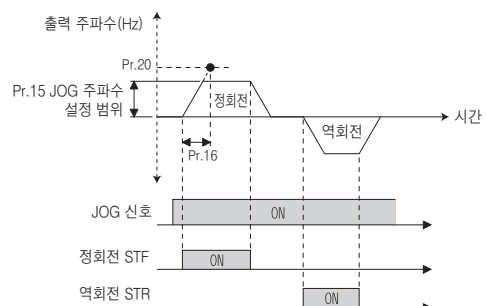 출력 주파수(Hz)
Pr.20
Pr.15 JOG 주파수
설정 범위
정회전
시간
역회전
Pr.16
JOG 신호
ON
정회전 STF
ON
역회전 STR
ON